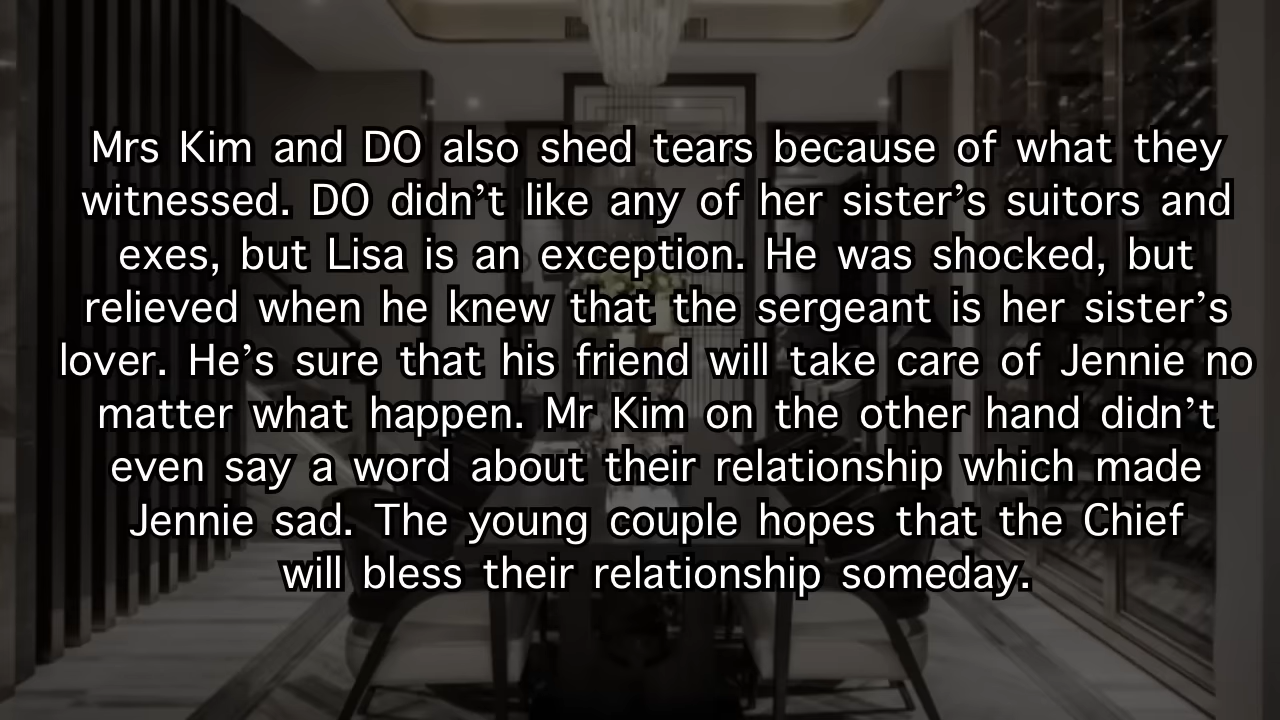 Mrs Kim and DO also shed tears because of what they
witnessed. DO didn’t like any of her sister’s suitors and
exes, but Lisa is an exception. He was shocked, but
relieved when he knew that the sergeant is her sister’s
lover. He’s sure that his friend will take care of Jennie no
matter what happen. Mr Kim on the other hand didn’t
even say a word about their relationship which made
Jennie sad. The young couple hopes that the Chief
will bless their relationship someday.